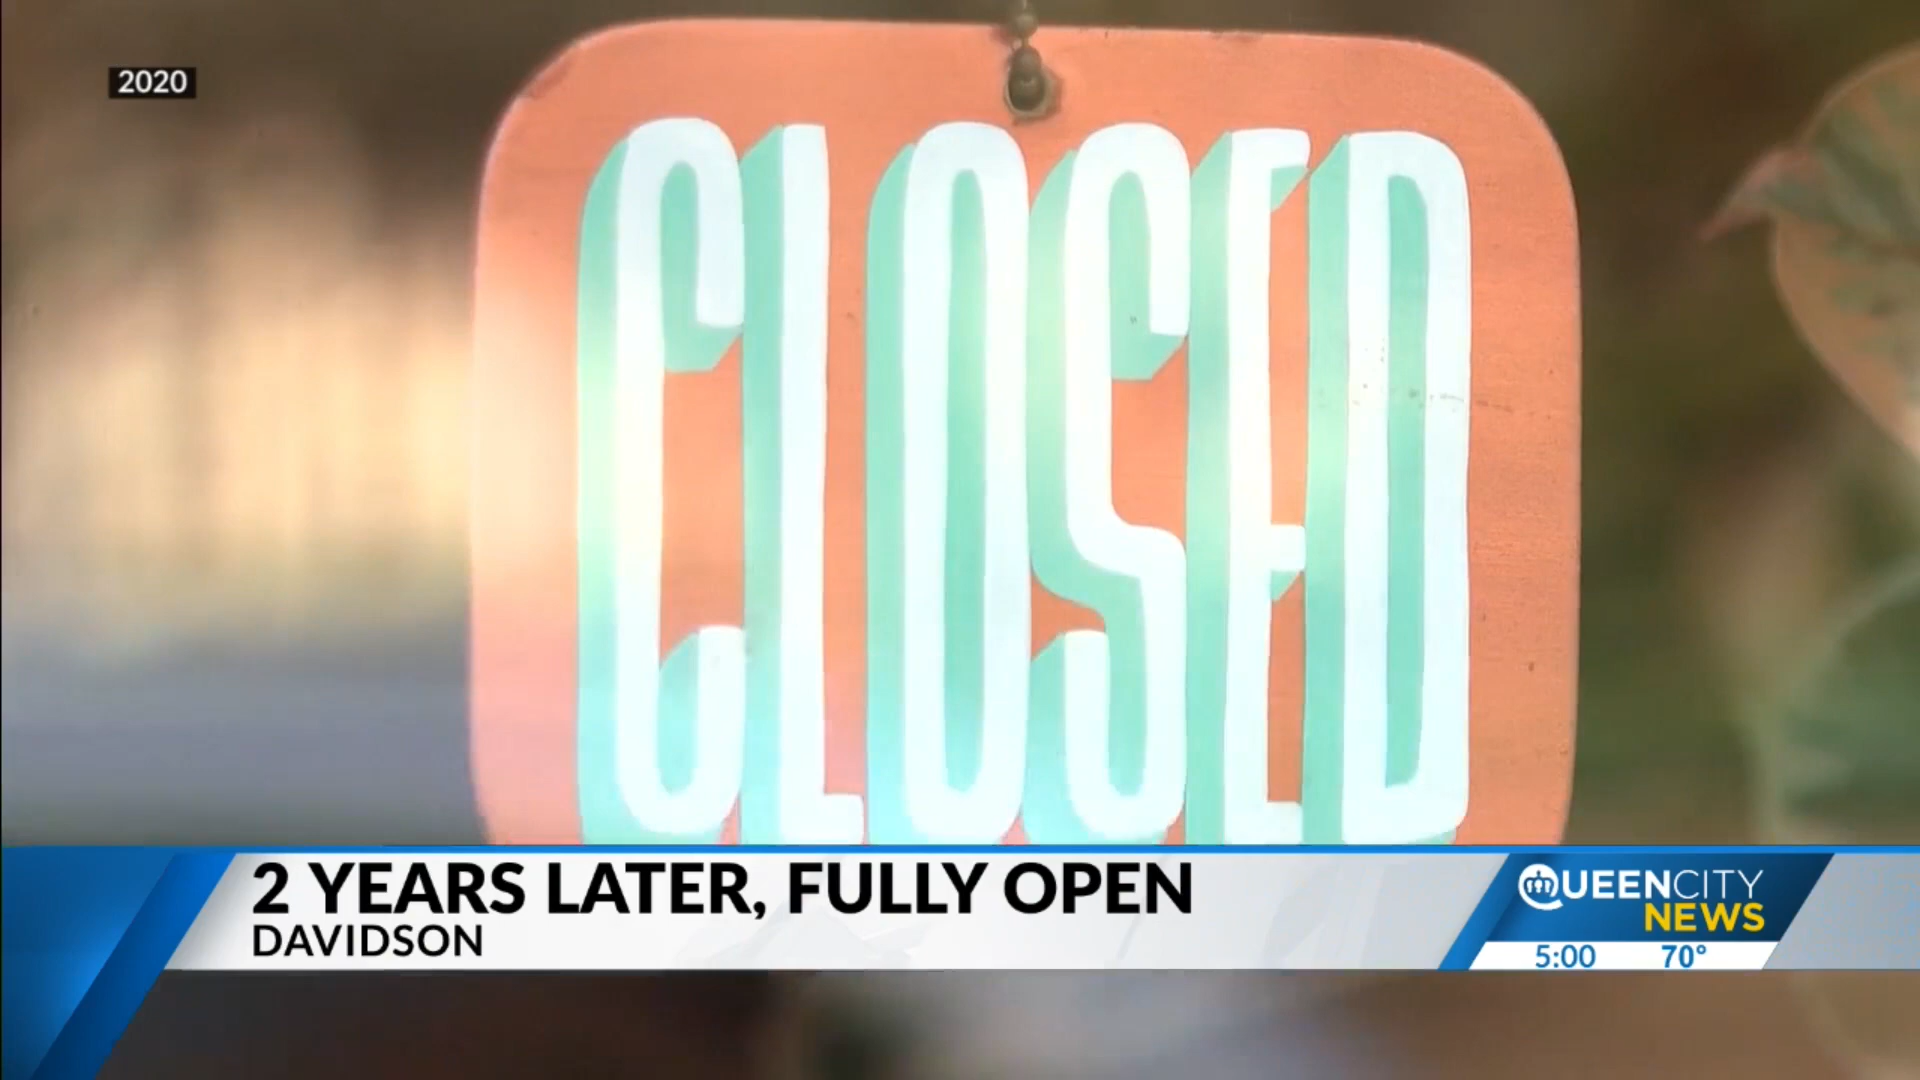 2020
CLOSED
2 YEARS LATER, FULLY OPEN
DAVIDSON
QUEENCITY
NEWS
5:00 70°